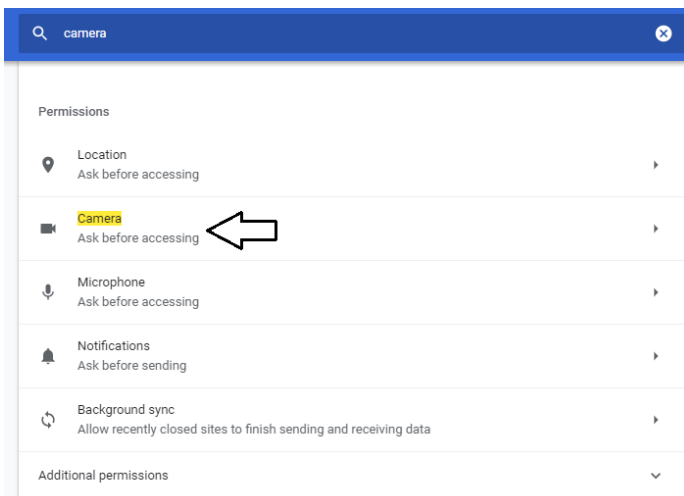 camera
Permissions
Location
Ask before accessing
Camera
Ask before accessing
Microphone
Ask before accessing
Notifications
Ask before sending
Background sync
Allow recently closed sites to finish sending and receiving data
Additional permissions